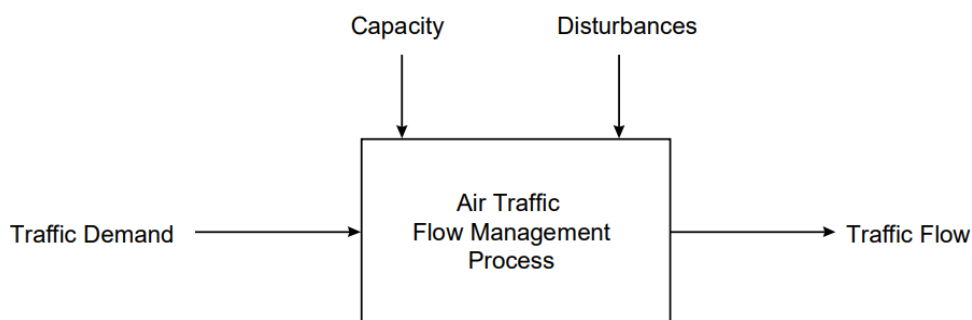 Capacity
Disturbances
Air Traffic
Flow Management
Process
Traffic Demand
Traffic Flow